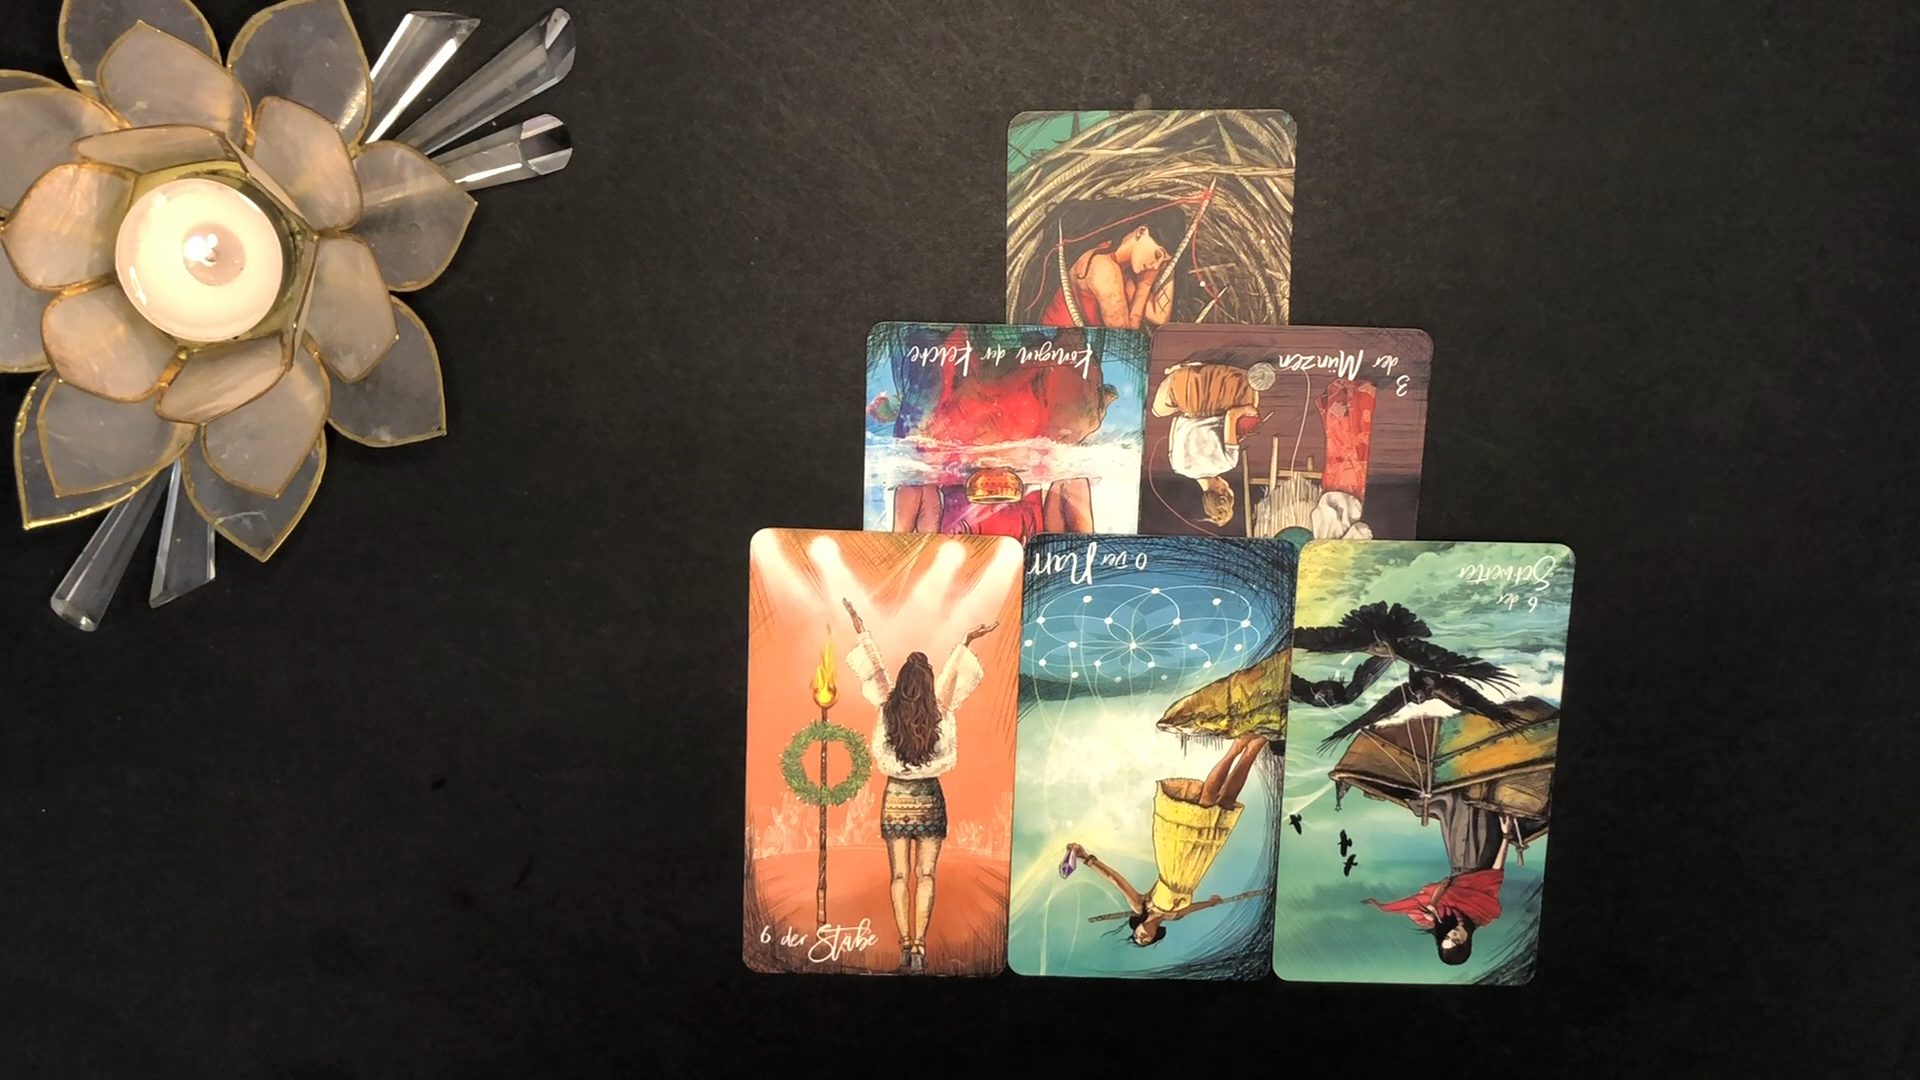 Königin der Kelche
3 der Münzen
6 der Stäbe
0 Der Narr
6 der
Schwerter